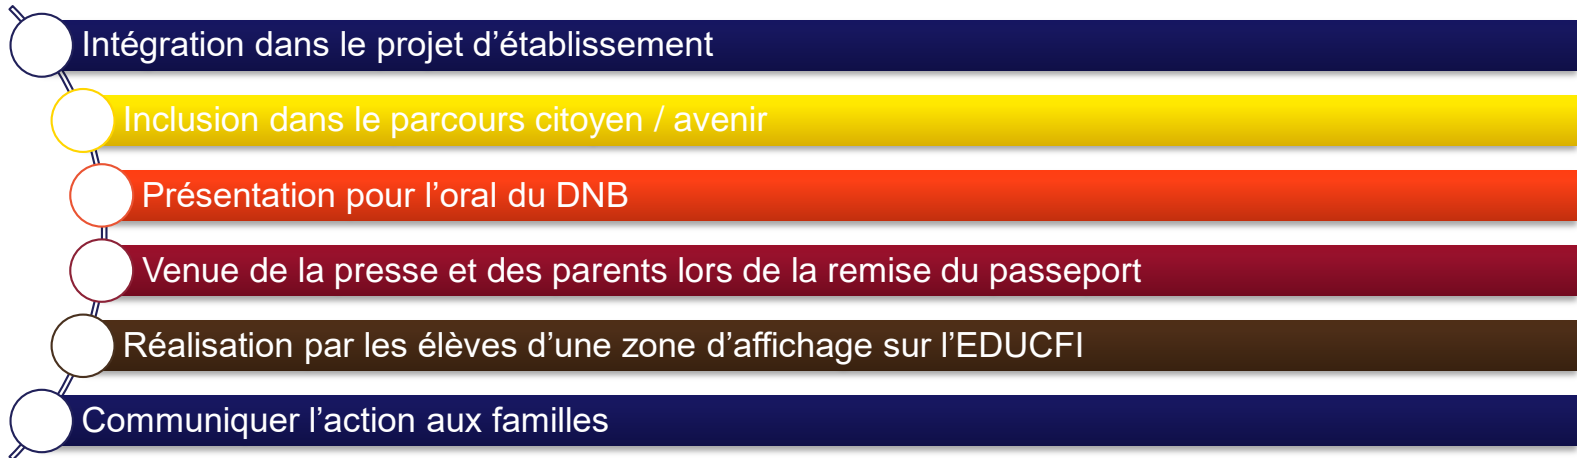 Intégration dans le projet d’établissement
Inclusion dans le parcours citoyen / avenir
Présentation pour l’oral du DNB
Venue de la presse et des parents lors de la remise du passeport
Réalisation par les élèves d’une zone d’affichage sur l’EDUCFI
Communiquer l’action aux familles